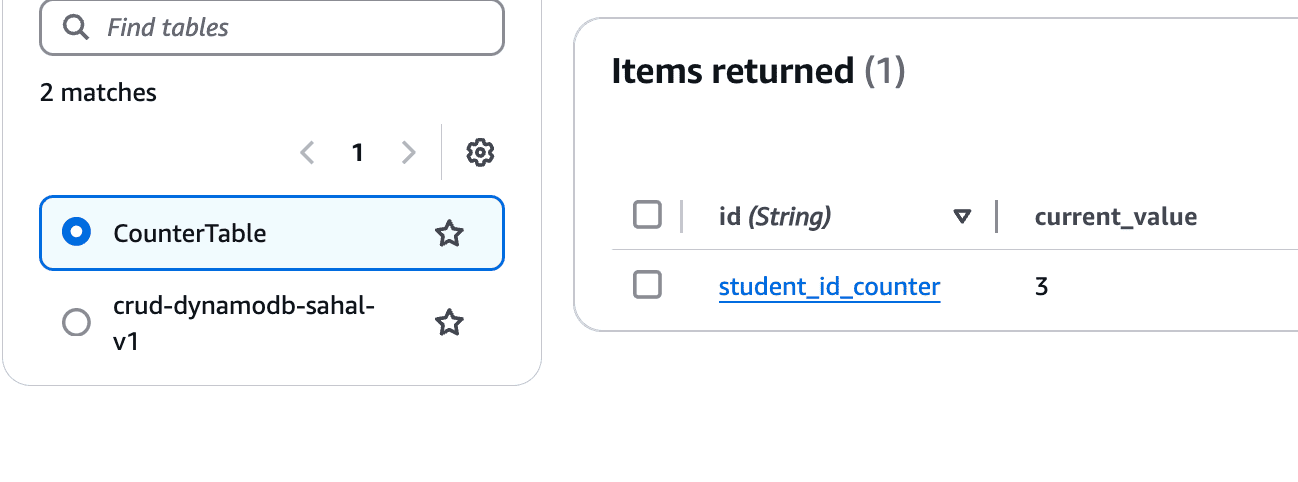 Find tables
2 matches
1
CounterTable
crud-dynamodb-sahal-
v1
Items returned (1)
id (String)
current_value
student_id_counter
3